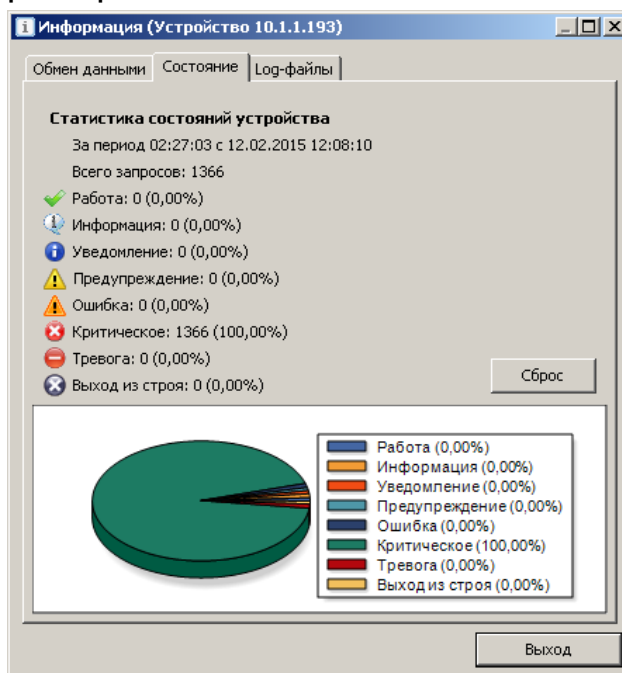 Информация (Устройство 10.1.1.193)
Обмен данными
Состояние
Log-файлы
Статистика состояний устройства
За период 02:27:03 с 12.02.2015 12:08:10
Всего запросов: 1366
Работа: 0 (0,00%)
Информация: 0 (0,00%)
Уведомление: 0 (0,00%)
Предупреждение: 0 (0,00%)
Ошибка: 0 (0,00%)
Критическое: 1366 (100,00%)
Тревога: 0 (0,00%)
Выход из строя: 0 (0,00%)
Сброс
Работа (0,00%)
Информация (0,00%)
Уведомление (0,00%)
Предупреждение (0,00%)
Ошибка (0,00%)
Критическое (100,00%)
Тревога (0,00%)
Выход из строя (0,00%)
Выход